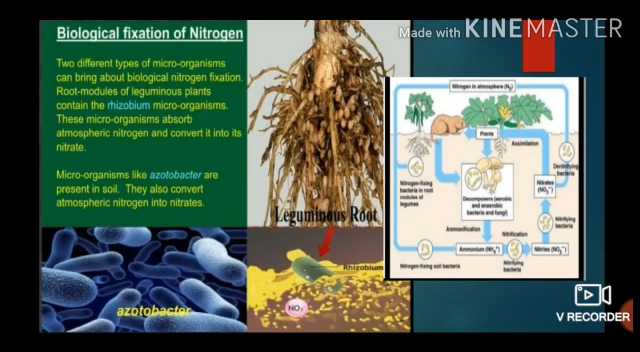 Biological fixation of Nitrogen
Two different types of micro-organisms
can bring about biological nitrogen fixation.
Root-modules of leguminous plants
contain the rhizobium micro-organisms.
These micro-organisms absorb
atmospheric nitrogen and convert it into its
nitrate.
Micro-organisms like azotobacter are
present in soil. They also convert
atmospheric nitrogen into nitrates.
azotobacter
Leguminous Root
Rhizobium
NO₃
Made with KINEMASTER
Nitrogen in atmosphere (N₂)
Plants
Assimilation
Denitrifying
bacteria
Nitrogen-fixing
bacteria in root
nodules of
legumes
Decomposers (aerobic
and anaerobic
bacteria and fungi)
Nitrates
(NO₃⁻)
Nitrifying
bacteria
Ammonification
Nitrification
Ammonium (NH₄⁺)
Nitrites (NO₂⁻)
Nitrogen-fixing soil bacteria
Nitrifying
bacteria
V RECORDER